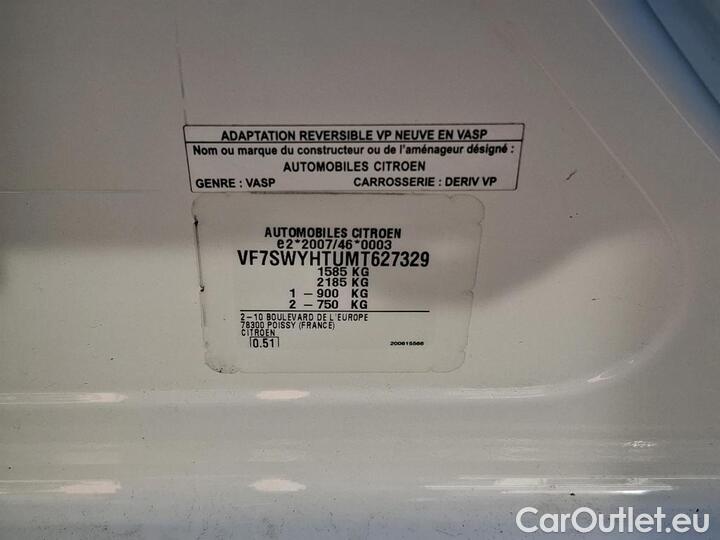 ADAPTATION REVERSIBLE VP NEUVE EN VASP
Nom ou marque du constructeur ou de l'aménageur désigné :
AUTOMOBILES CITROEN
GENRE : VASP CARROSSERIE : DERIV VP
AUTOMOBILES CITROEN
e2*2007/46*0003
VF7SWYHTUMT627329
1585 KG
2185 KG
1 - 900 KG
2 - 750 KG
2-10 BOULEVARD DE L'EUROPE
78300 POISSY (FRANCE)
CITROEN
0.51 200615566
CarOutlet.eu